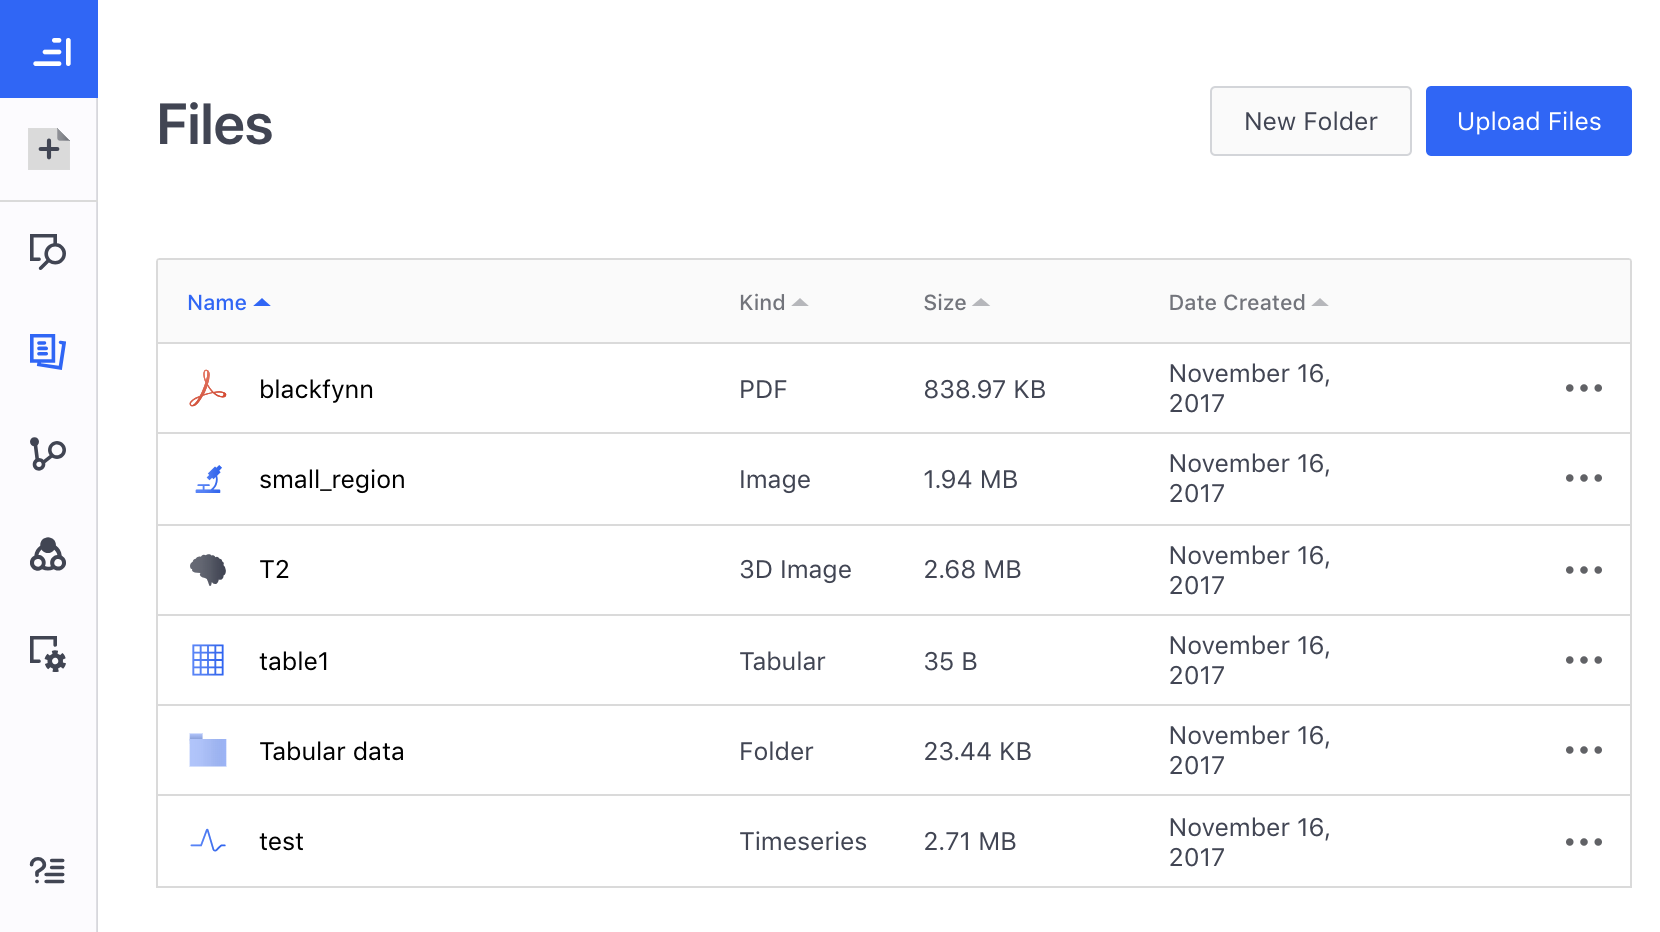 Files
New Folder
Upload Files
Name Kind Size Date Created
blackfynn PDF 838.97 KB November 16,
2017
small_region Image 1.94 MB November 16,
2017
T2 3D Image 2.68 MB November 16,
2017
table1 Tabular 35 B November 16,
2017
Tabular data Folder 23.44 KB November 16,
2017
test Timeseries 2.71 MB November 16,
2017